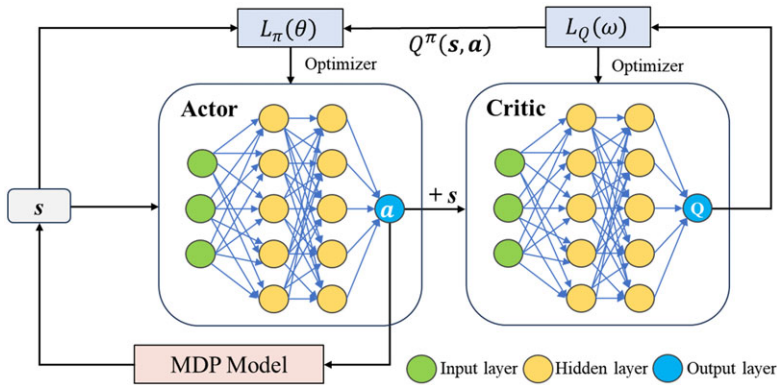 L_π(θ)
Q^π(s, a)
L_Q(ω)
Optimizer
Optimizer
Actor
Critic
s
a
+ s
Q
MDP Model
Input layer
Hidden layer
Output layer